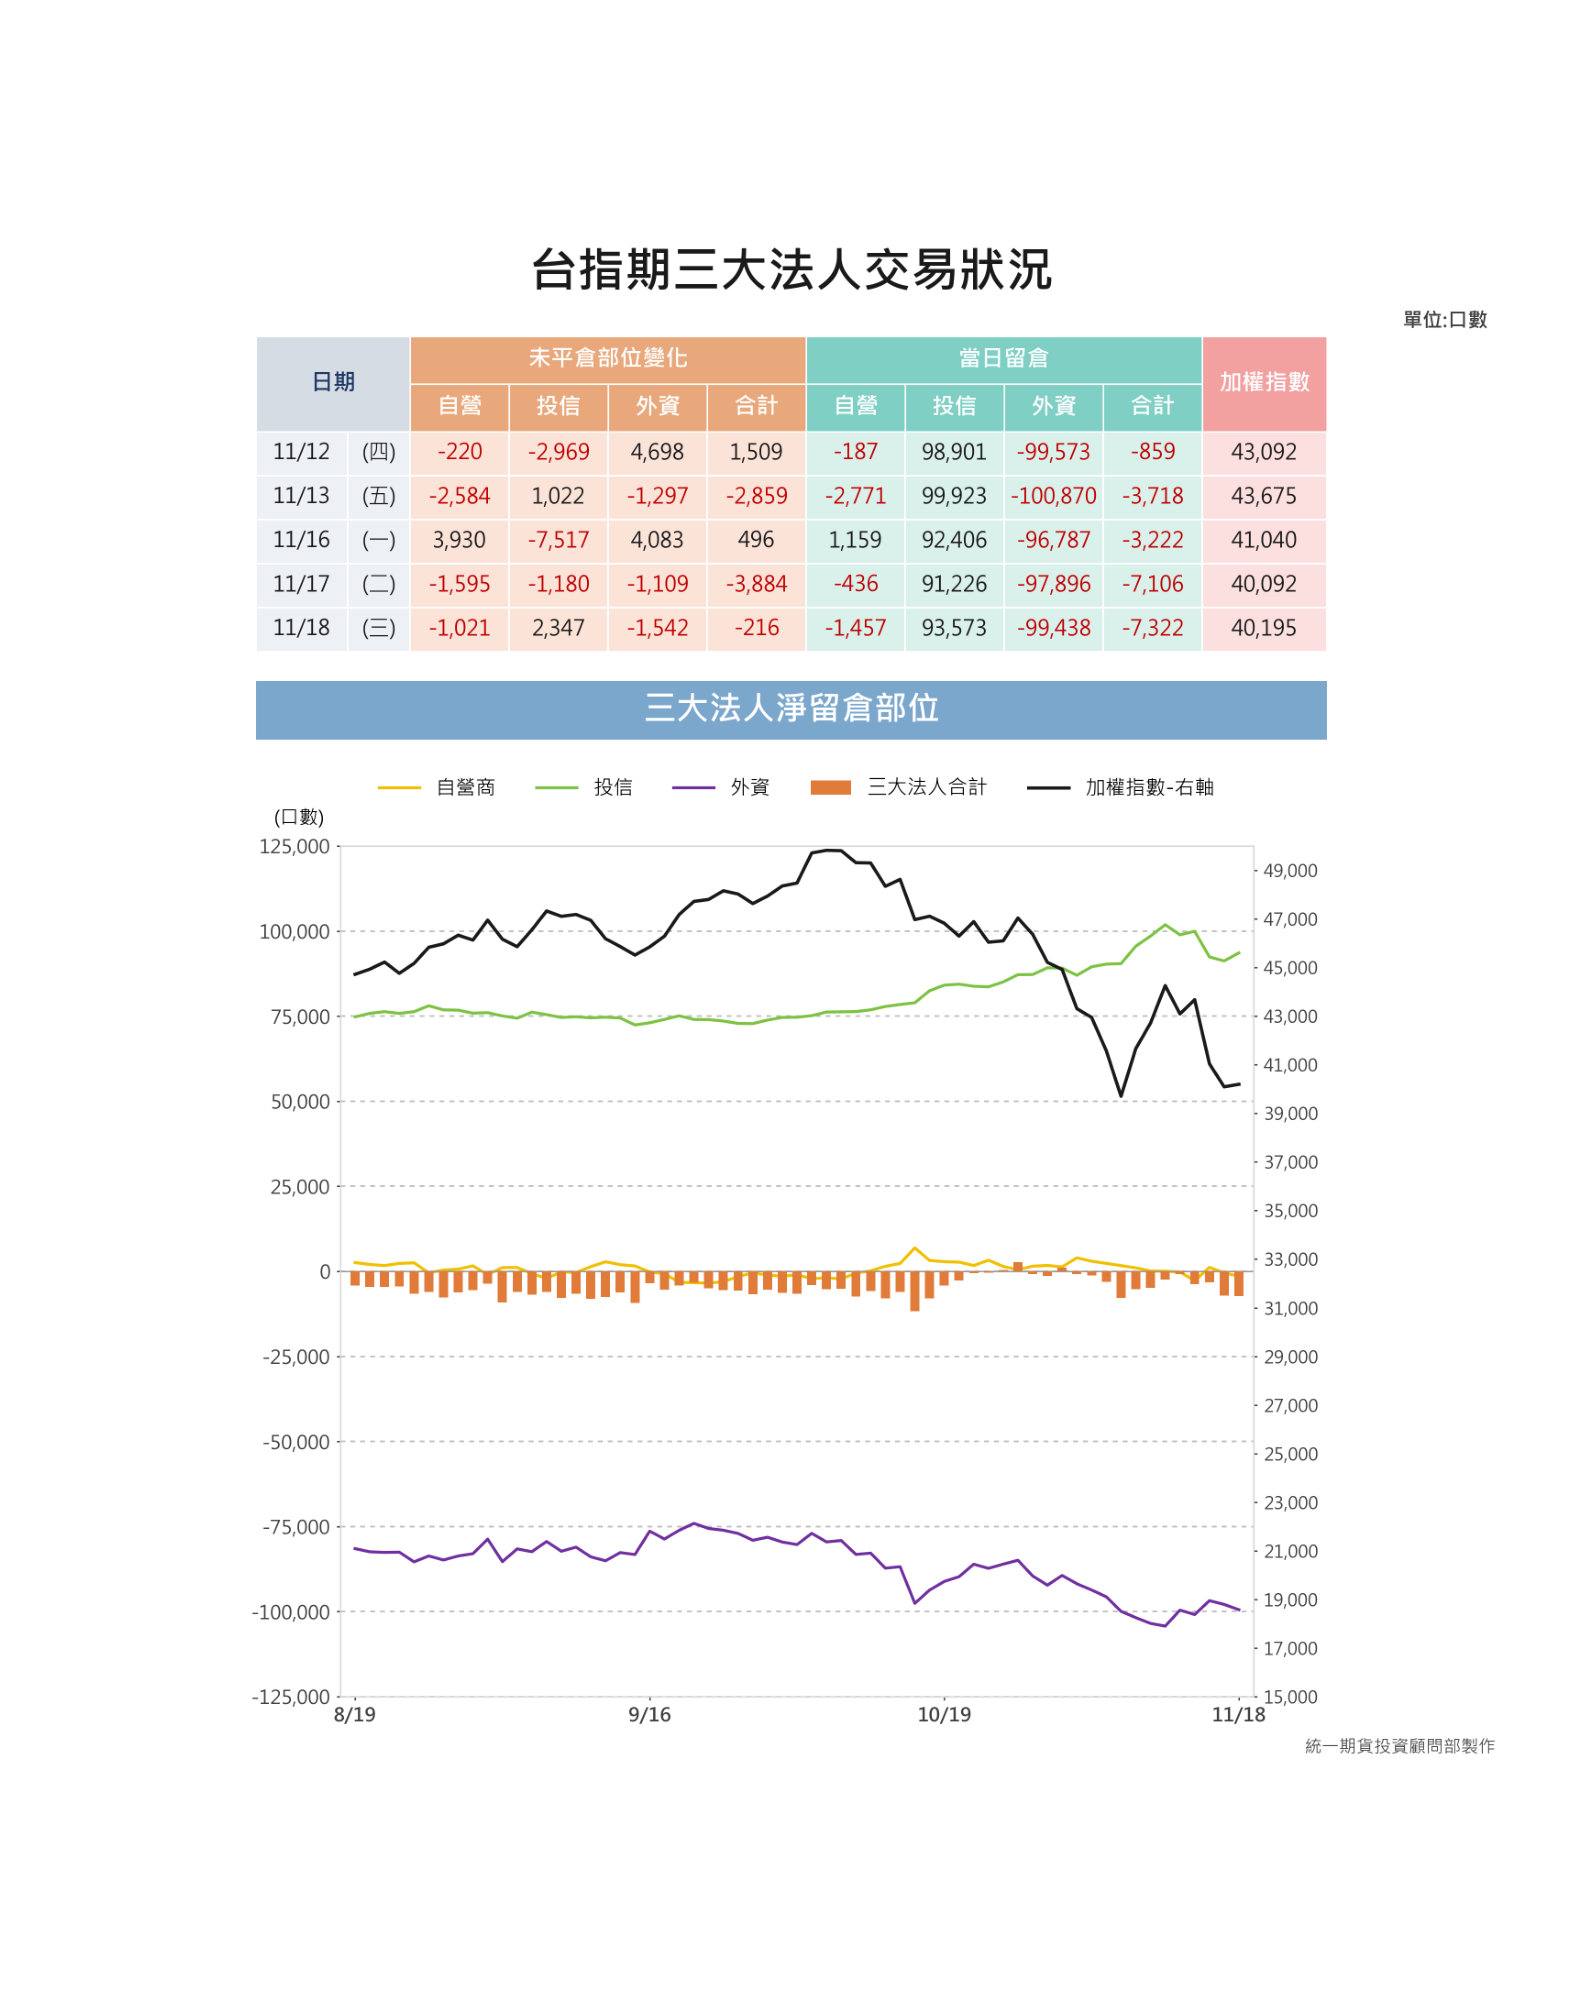 台指期三大法人交易狀況
單位:口數
日期 未平倉部位變化 當日留倉 加權指數
自營 投信 外資 合計 自營 投信 外資 合計
11/12 (四) -220 -2,969 4,698 1,509 -187 98,901 -99,573 -859 43,092
11/13 (五) -2,584 1,022 -1,297 -2,859 -2,771 99,923 -100,870 -3,718 43,675
11/16 (一) 3,930 -7,517 4,083 496 1,159 92,406 -96,787 -3,222 41,040
11/17 (二) -1,595 -1,180 -1,109 -3,884 -436 91,226 -97,896 -7,106 40,092
11/18 (三) -1,021 2,347 -1,542 -216 -1,457 93,573 -99,438 -7,322 40,195
三大法人淨留倉部位
自營商 投信 外資 三大法人合計 加權指數-右軸
(口數)
125,000
49,000
47,000
100,000
45,000
75,000 43,000
41,000
50,000
39,000
37,000
25,000
35,000
33,000
0
31,000
-25,000 29,000
27,000
-50,000
25,000
23,000
-75,000
21,000
19,000
-100,000
17,000
-125,000 15,000
8/19 9/16 10/19 11/18
統一期貨投資顧問部製作